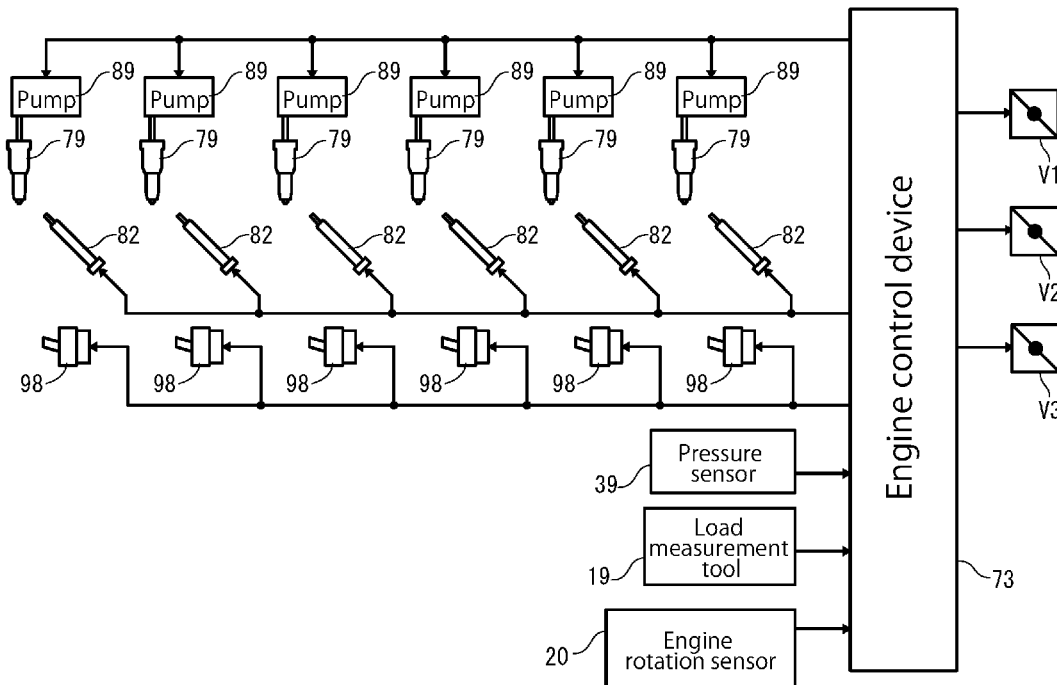 89 89 89 89 89 89
Pump Pump Pump Pump Pump Pump
79 79 79 79 79 79
82 82 82 82 82 82
98 98 98 98 98 98
Engine control device
V1
V2
V3
Pressure
sensor
39
Load
measurement
tool
19
73
Engine
rotation sensor
20